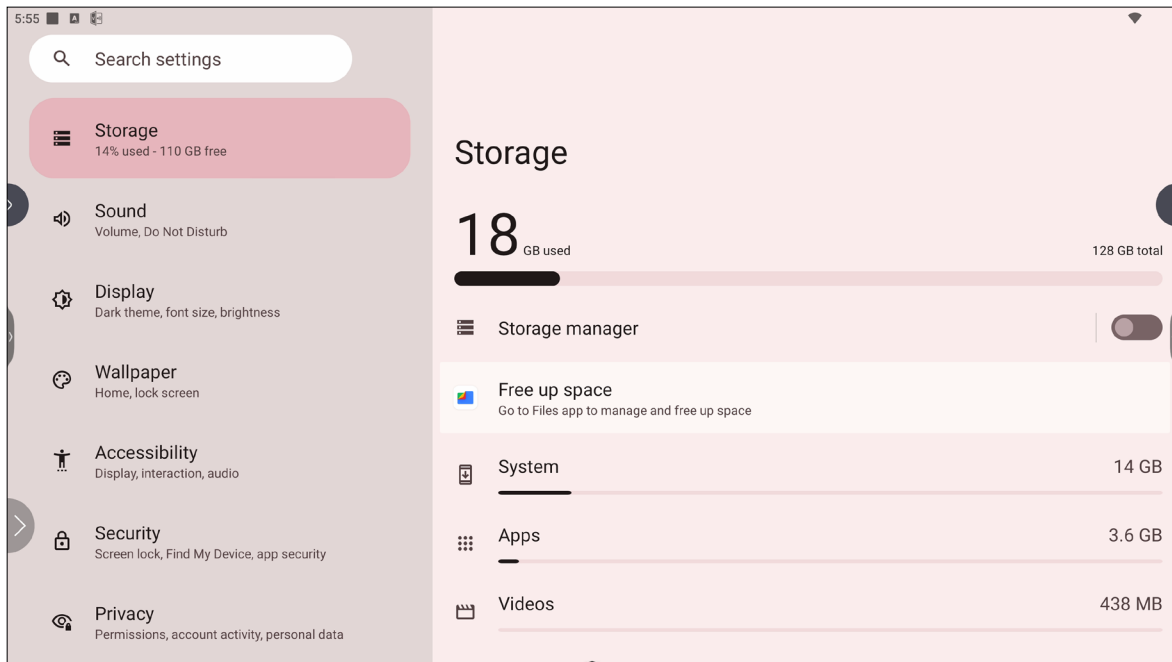 5:55
Search settings
Storage
14% used - 110 GB free
Sound
Volume, Do Not Disturb
Display
Dark theme, font size, brightness
Wallpaper
Home, lock screen
Accessibility
Display, interaction, audio
Security
Screen lock, Find My Device, app security
Privacy
Permissions, account activity, personal data
Storage
18 GB used
128 GB total
Storage manager
Free up space
Go to Files app to manage and free up space
System
14 GB
Apps
3.6 GB
Videos
438 MB